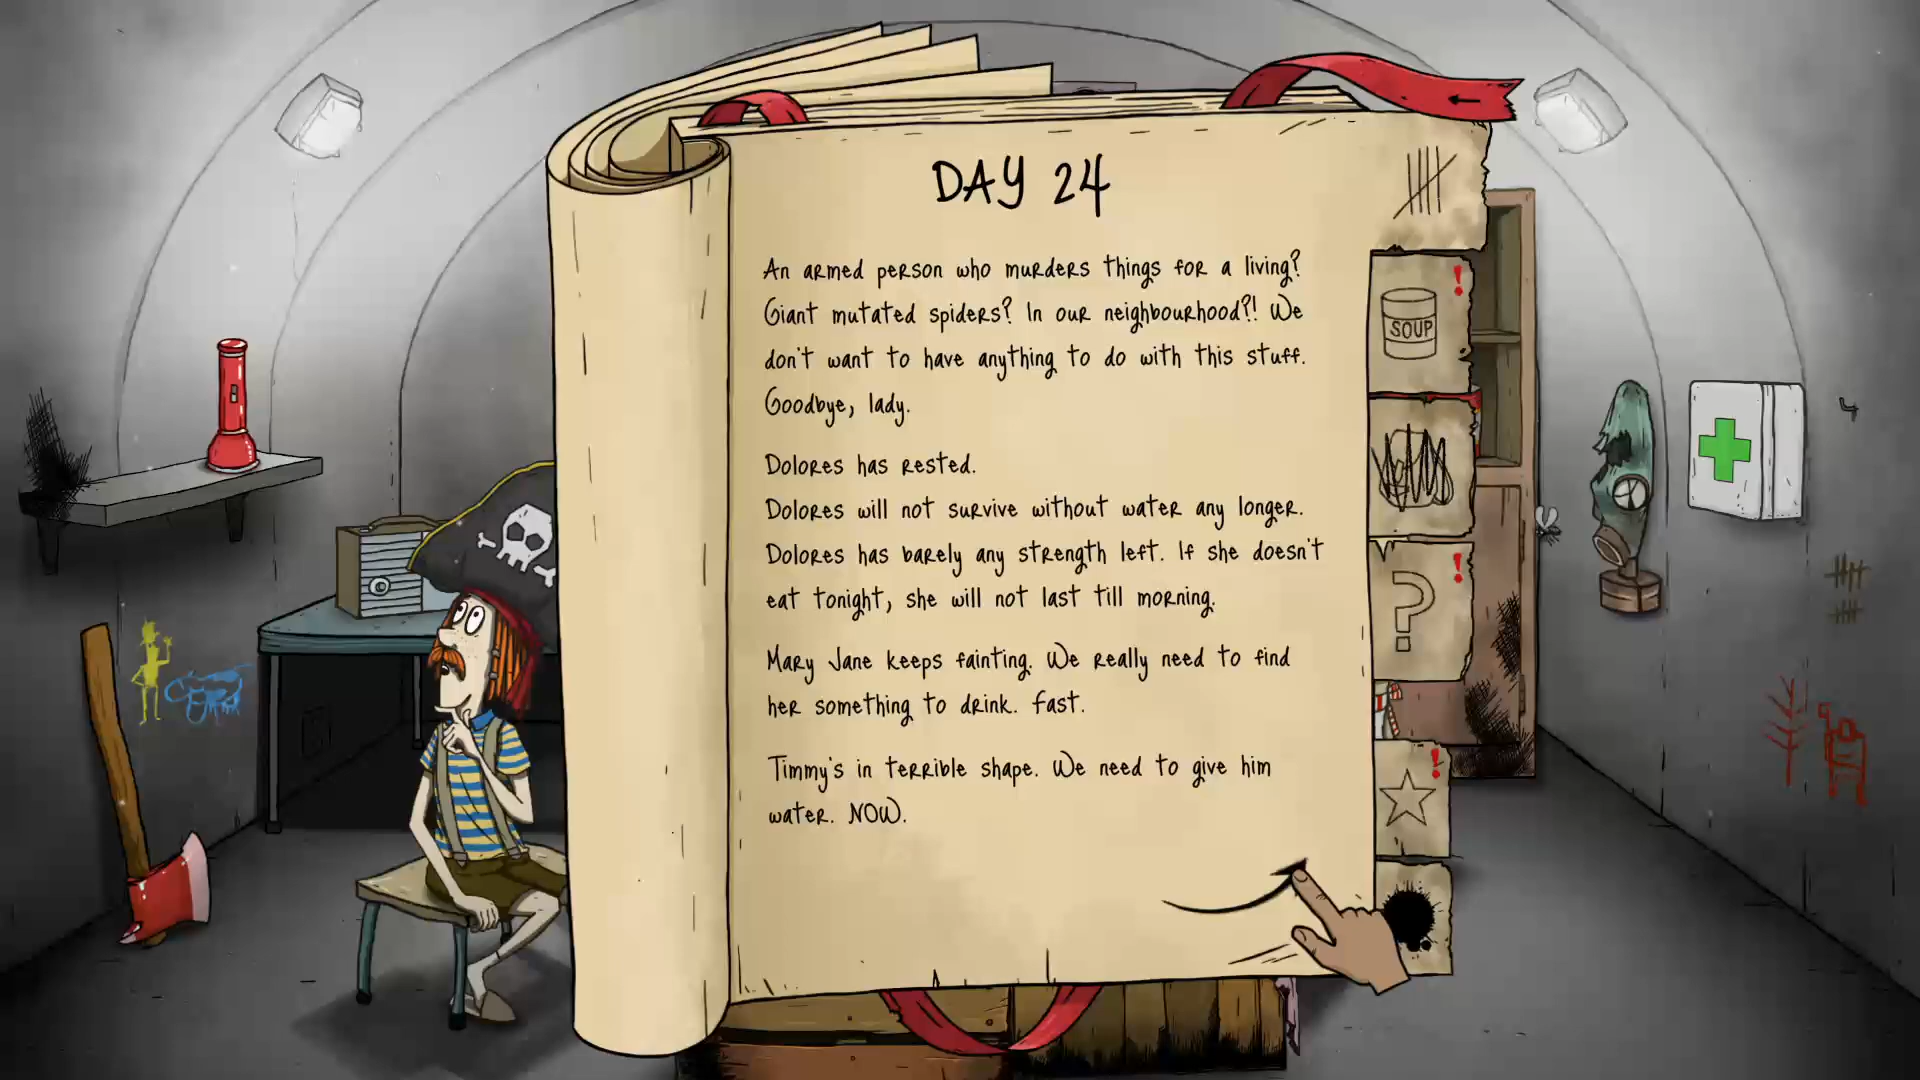 DAY 24
An armed person who murders things for a living?
Giant mutated spiders? In our neighbourhood?! We
don't want to have anything to do with this stuff.
Goodbye, lady.
Dolores has rested.
Dolores will not survive without water any longer.
Dolores has barely any strength left. If she doesn't
eat tonight, she will not last till morning.
Mary Jane keeps fainting. We really need to find
her something to drink. Fast.
Timmy's in terrible shape. We need to give him
water. NOW.
!
SOUP
!
?
!